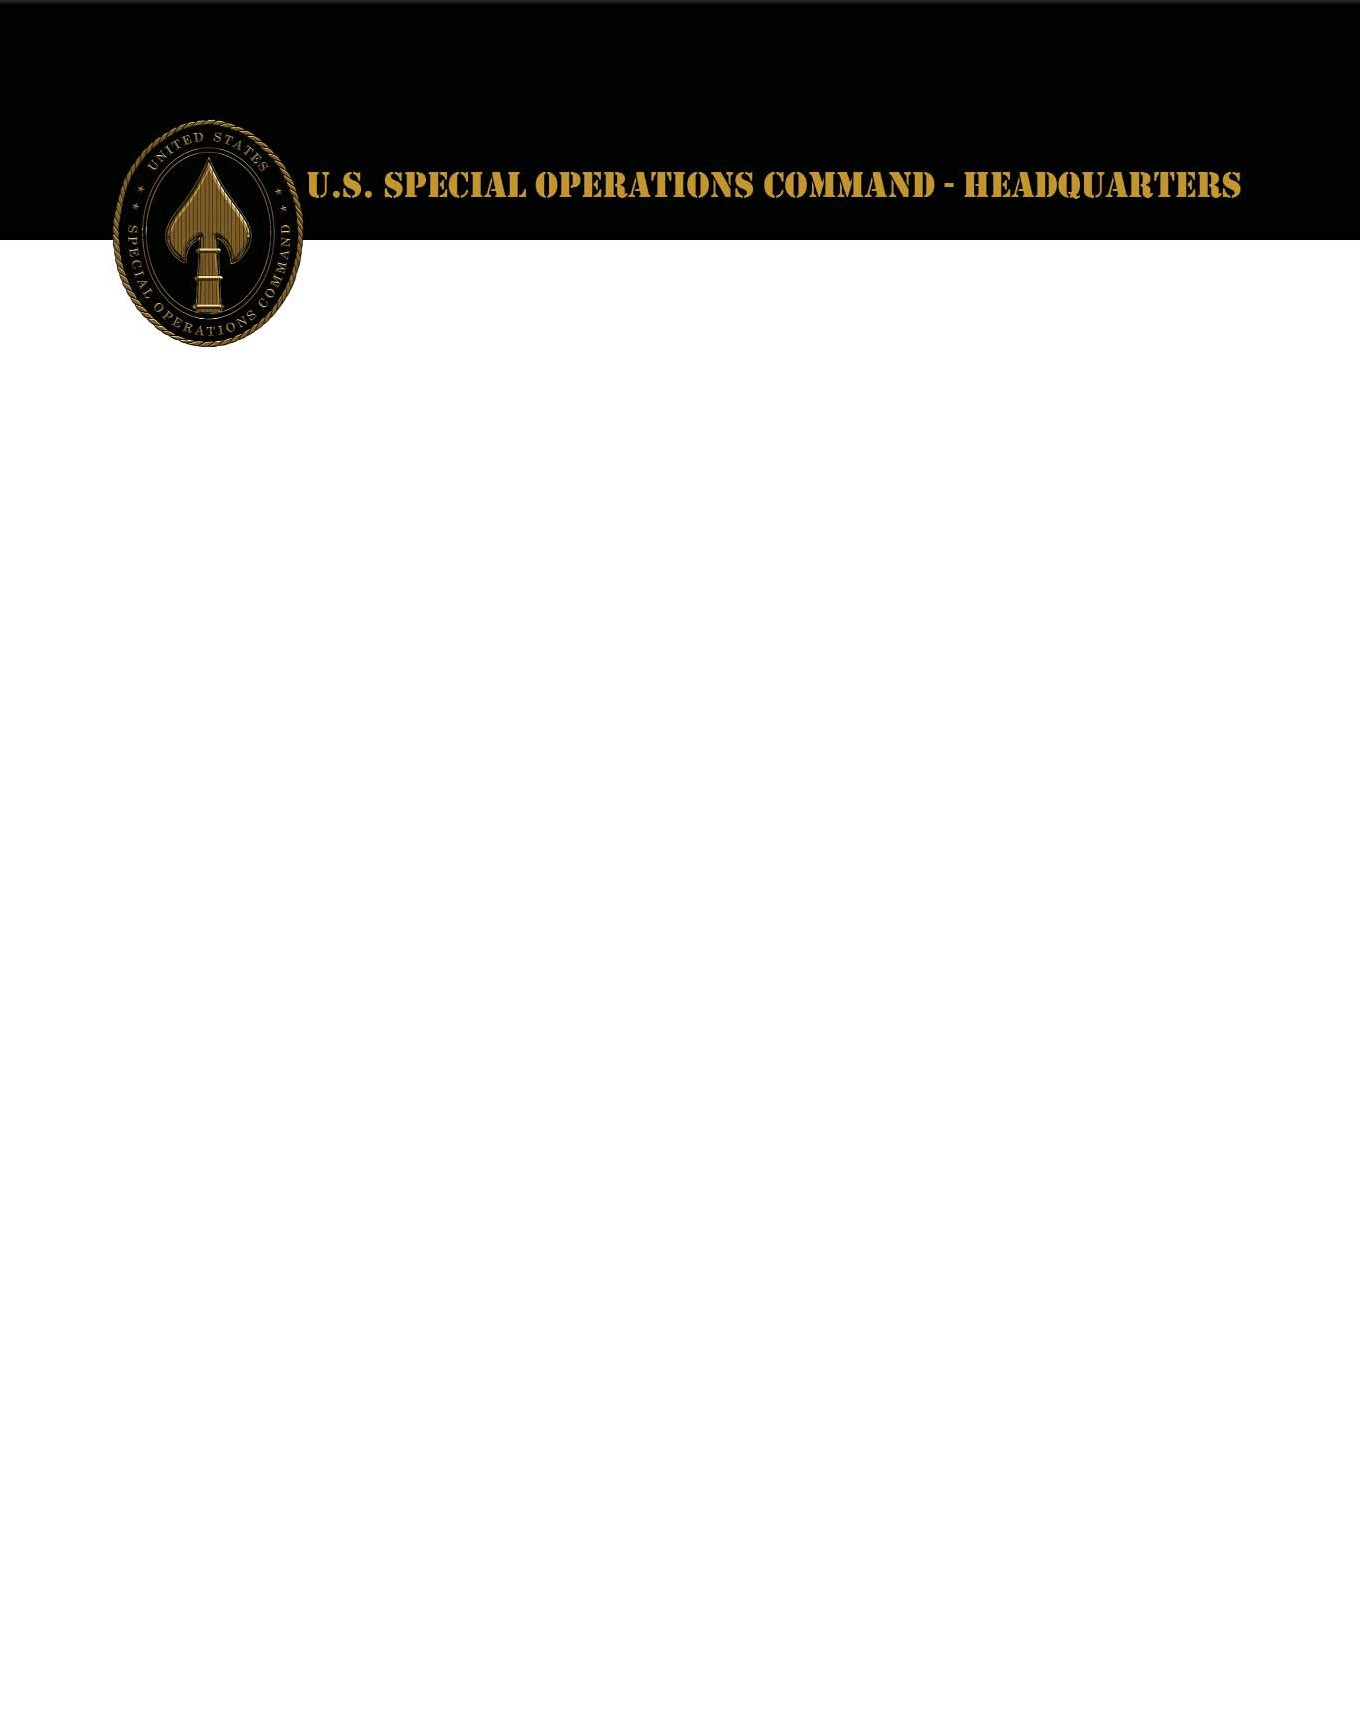 UNITED STATES
U.S. SPECIAL OPERATIONS COMMAND - HEADQUARTERS
SPECIAL OPERATIONS COMMAND